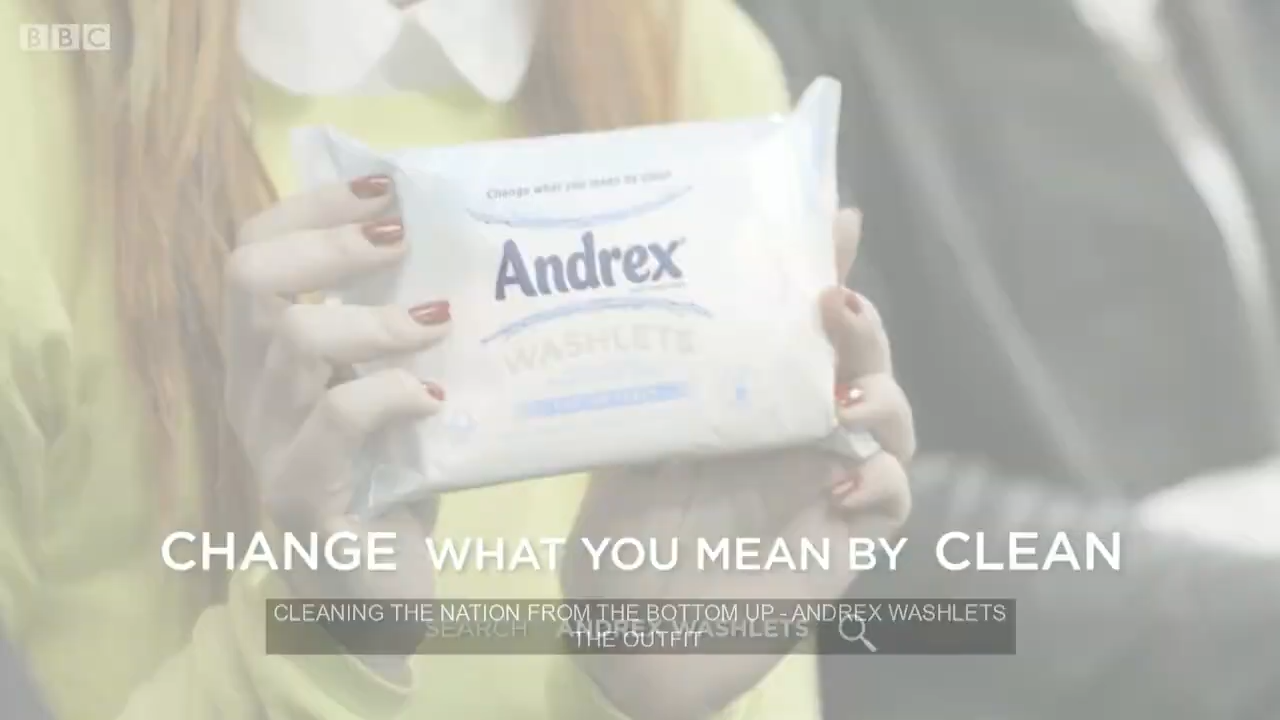 BBC
Change what you mean by clean
Andrex
WASHLETS
CHANGE WHAT YOU MEAN BY CLEAN
CLEANING THE NATION FROM THE BOTTOM UP - ANDREX WASHLETS
SEARCH ANDREX WASHLETS
THE OUTFIT